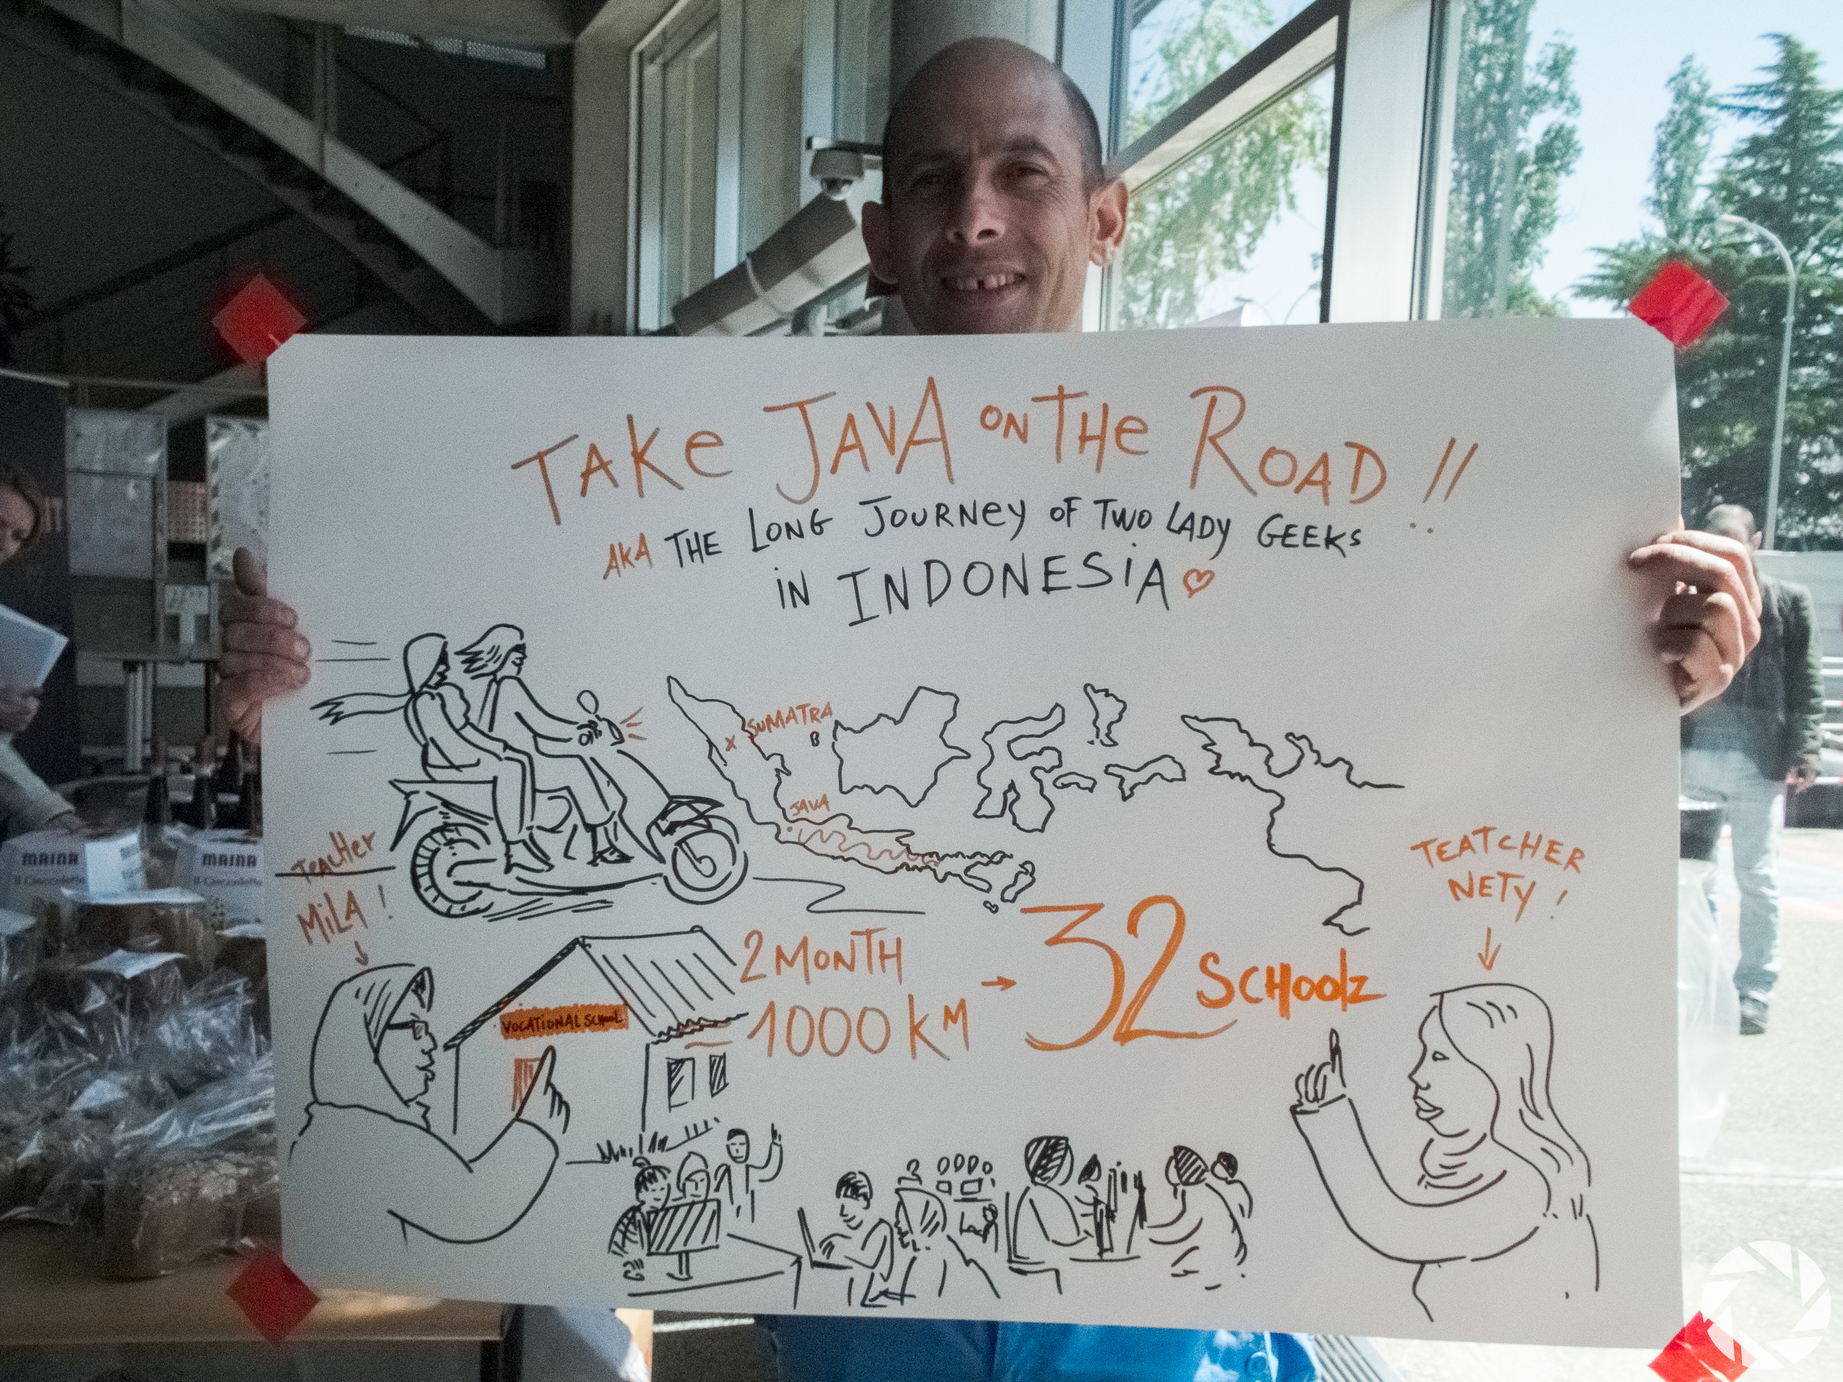 TAKE JAVA ON THE ROAD !!
AKA THE LONG JOURNEY OF TWO LADY GEEKS
IN INDONESIA
SUMATRA
X
B
JAVA
TEACHER
MILA !
TEATCHER
NETY !
2 MONTH
1000 KM
→ 32 SCHOOLZ
VOCATIONAL SCHOOL
MAINA
MAINA